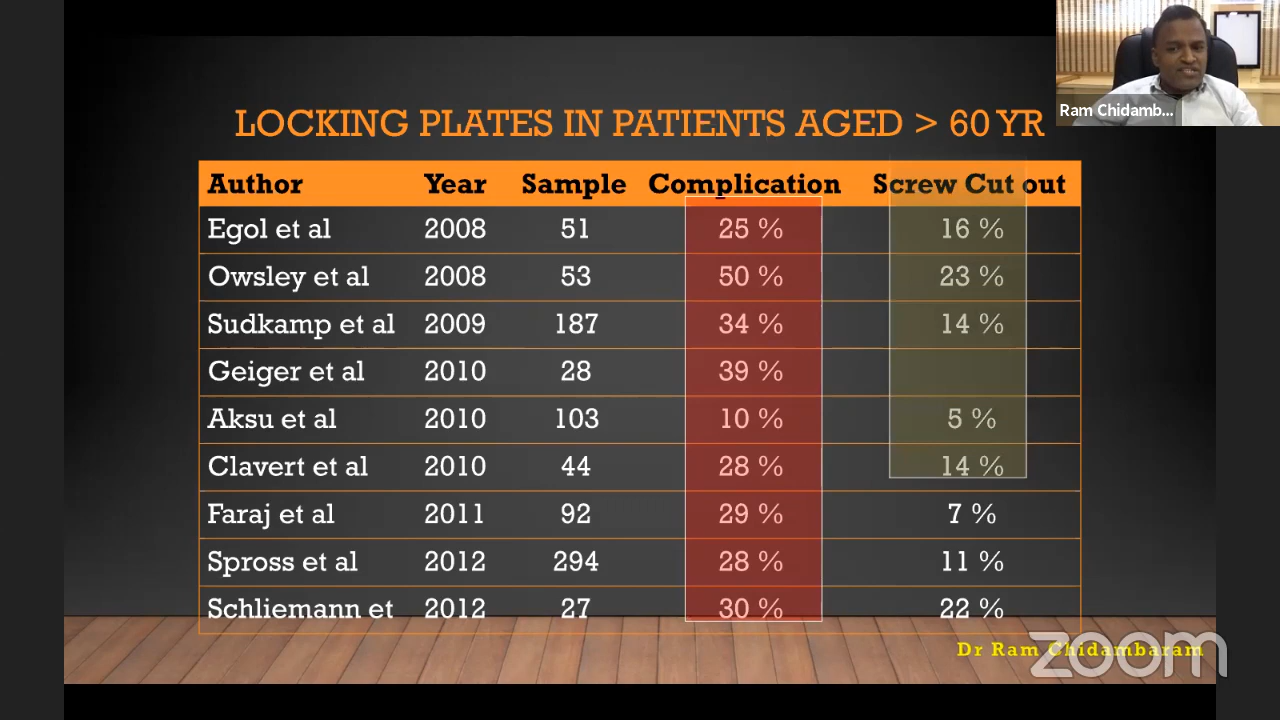 Ram Chidamb...
LOCKING PLATES IN PATIENTS AGED > 60 YR
Author Year Sample Complication Screw Cut out
Egol et al 2008 51 25 % 16 %
Owsley et al 2008 53 50 % 23 %
Sudkamp et al 2009 187 34 % 14 %
Geiger et al 2010 28 39 %
Aksu et al 2010 103 10 % 5 %
Clavert et al 2010 44 28 % 14 %
Faraj et al 2011 92 29 % 7 %
Spross et al 2012 294 28 % 11 %
Schliemann et 2012 27 30 % 22 %
Dr Ram Chidambaram
zoom